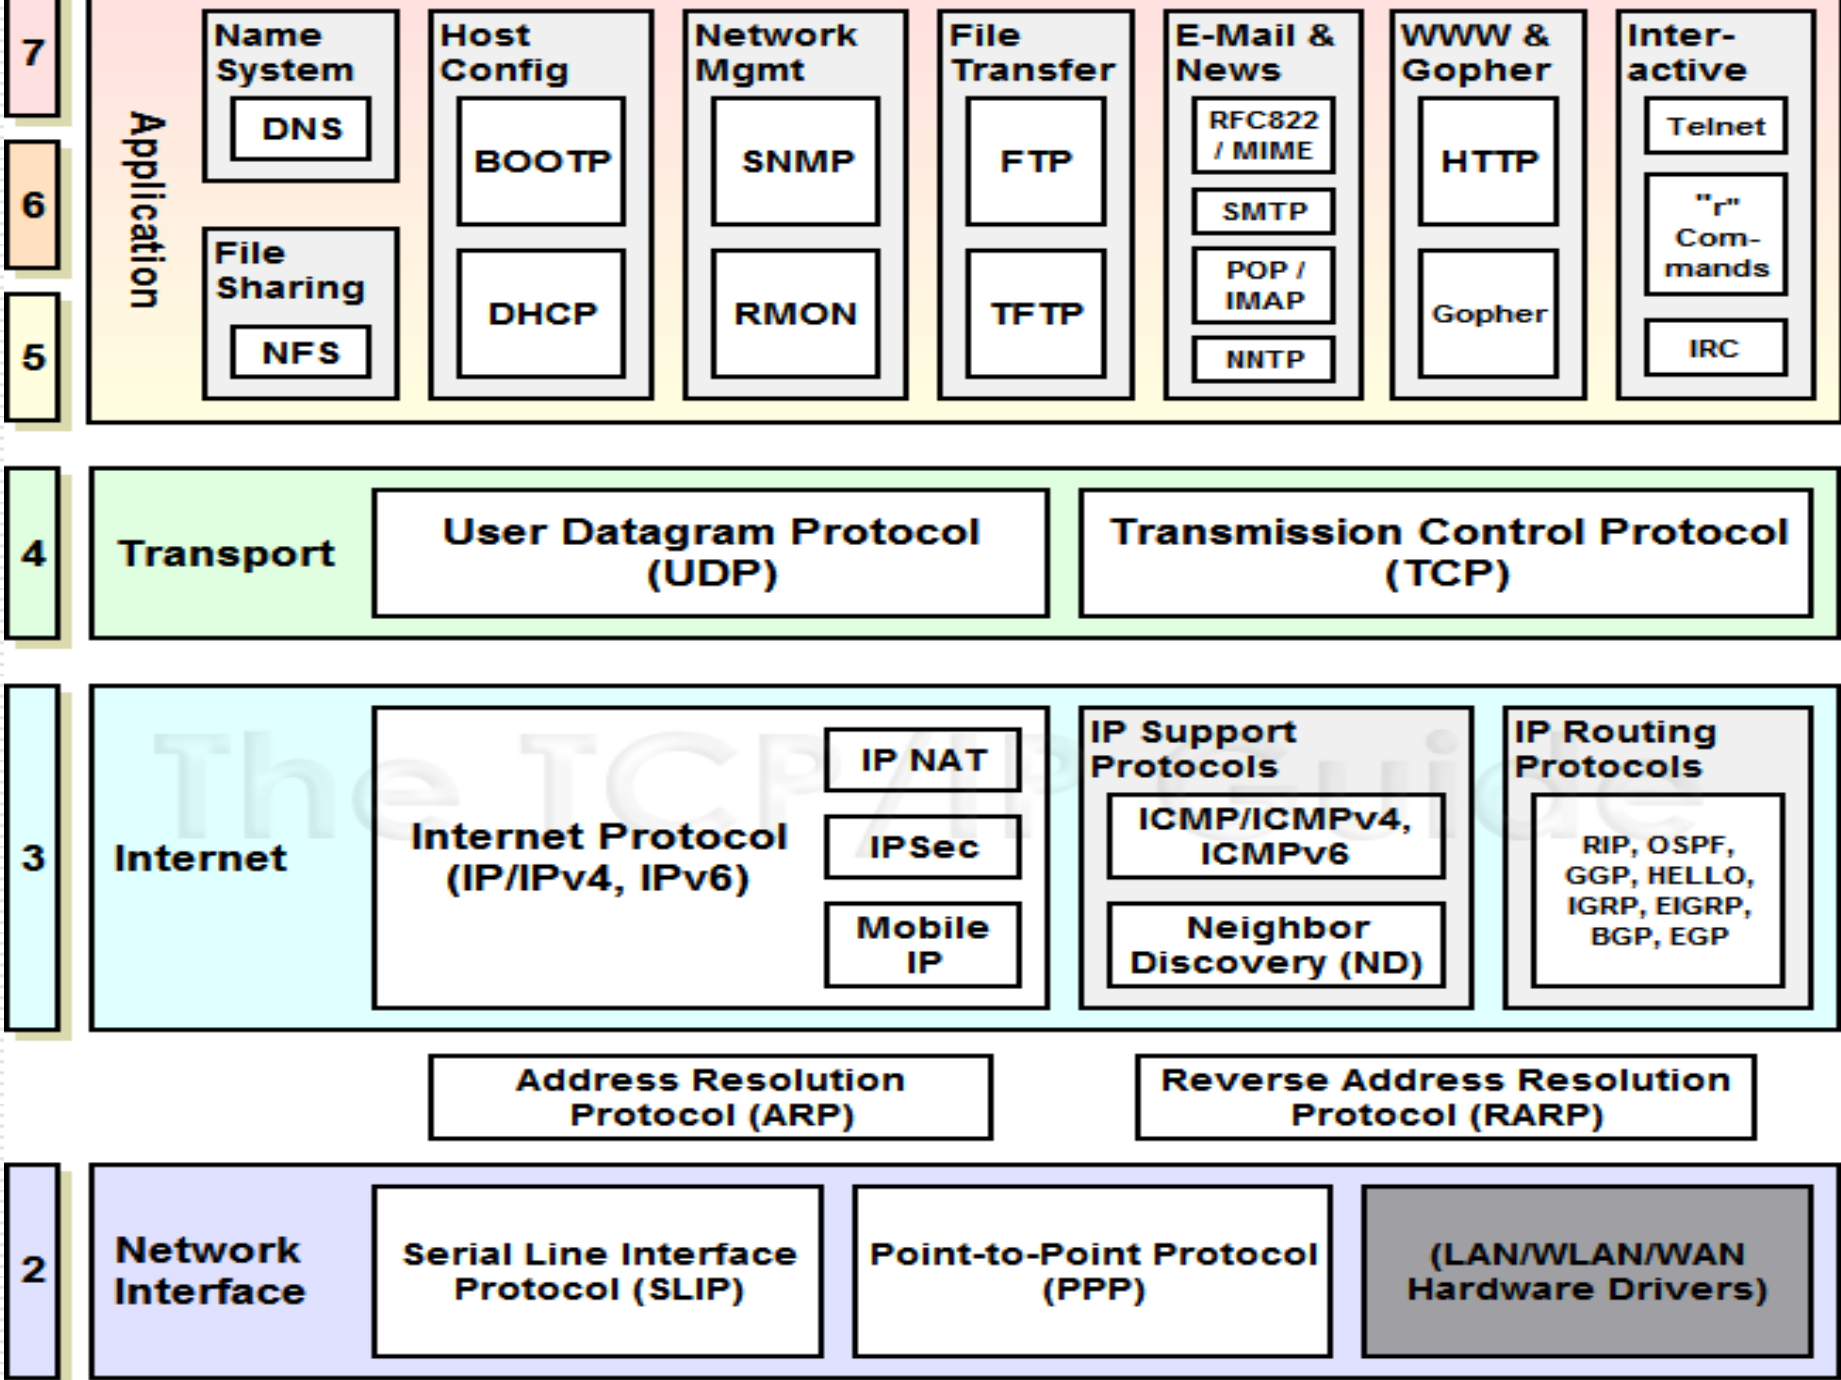 7
6
5
Application
Name
System
DNS
File
Sharing
NFS
Host
Config
BOOTP
DHCP
Network
Mgmt
SNMP
RMON
File
Transfer
FTP
TFTP
E-Mail &
News
RFC822
/ MIME
SMTP
POP /
IMAP
NNTP
WWW &
Gopher
HTTP
Gopher
Inter-
active
Telnet
"r"
Com-
mands
IRC
4
Transport
User Datagram Protocol
(UDP)
Transmission Control Protocol
(TCP)
3
Internet
The TCP/IP Guide
Internet Protocol
(IP/IPv4, IPv6)
IP NAT
IPSec
Mobile
IP
IP Support
Protocols
ICMP/ICMPv4,
ICMPv6
Neighbor
Discovery (ND)
IP Routing
Protocols
RIP, OSPF,
GGP, HELLO,
IGRP, EIGRP,
BGP, EGP
Address Resolution
Protocol (ARP)
Reverse Address Resolution
Protocol (RARP)
2
Network
Interface
Serial Line Interface
Protocol (SLIP)
Point-to-Point Protocol
(PPP)
(LAN/WLAN/WAN
Hardware Drivers)